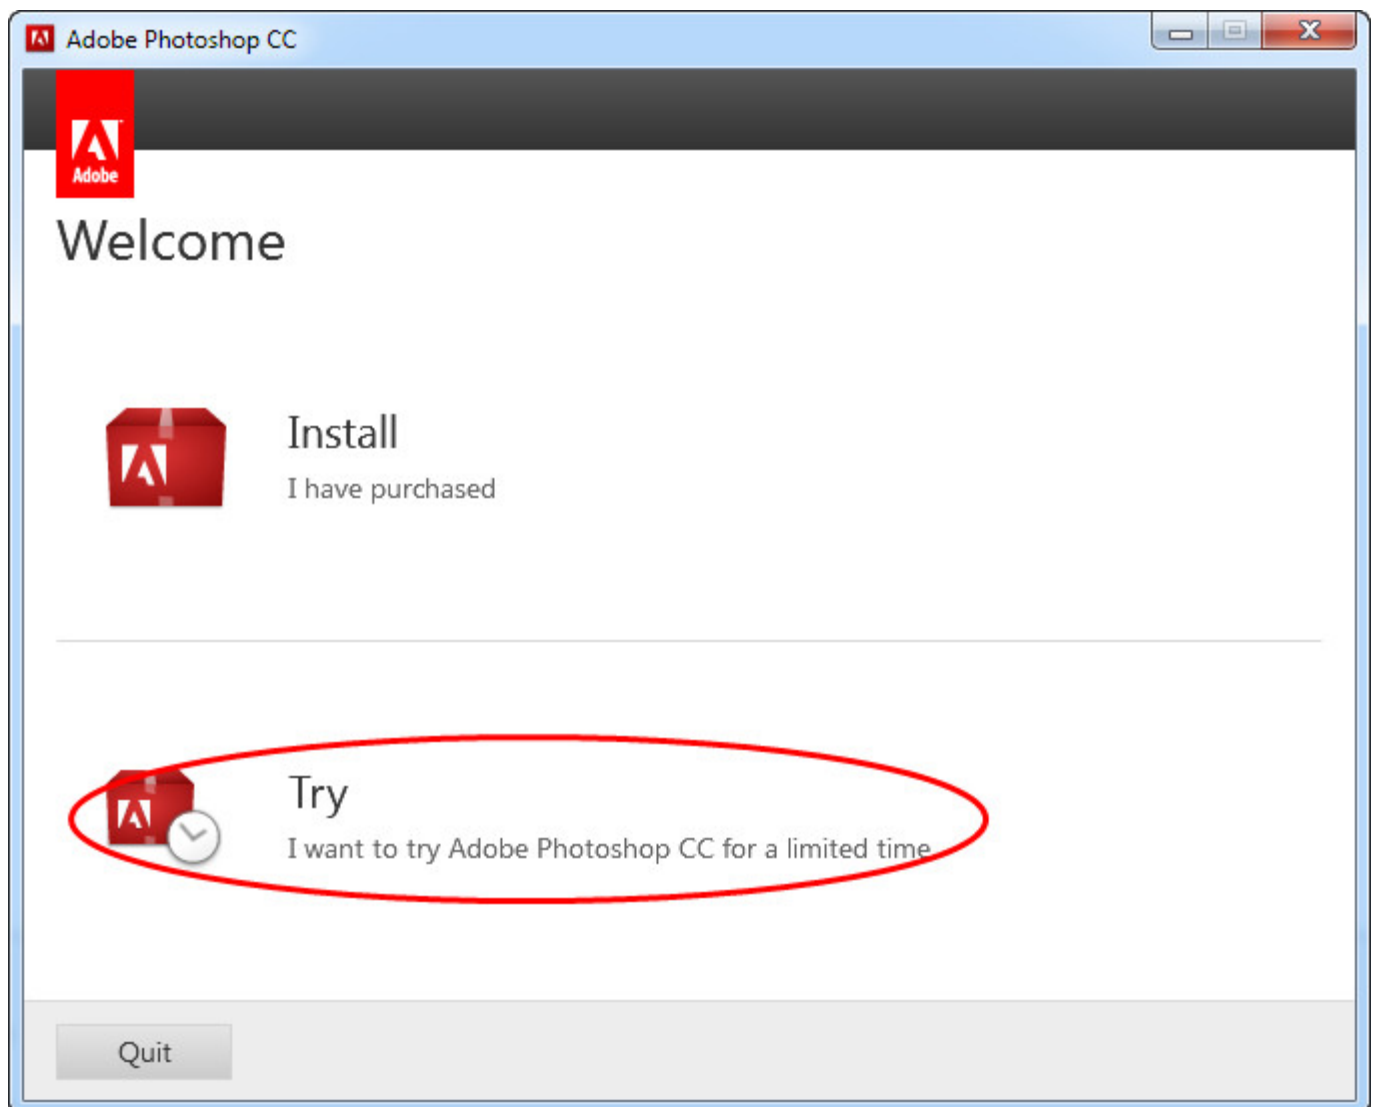 Adobe Photoshop CC
Adobe
Welcome
Install
I have purchased
Try
I want to try Adobe Photoshop CC for a limited time
Quit